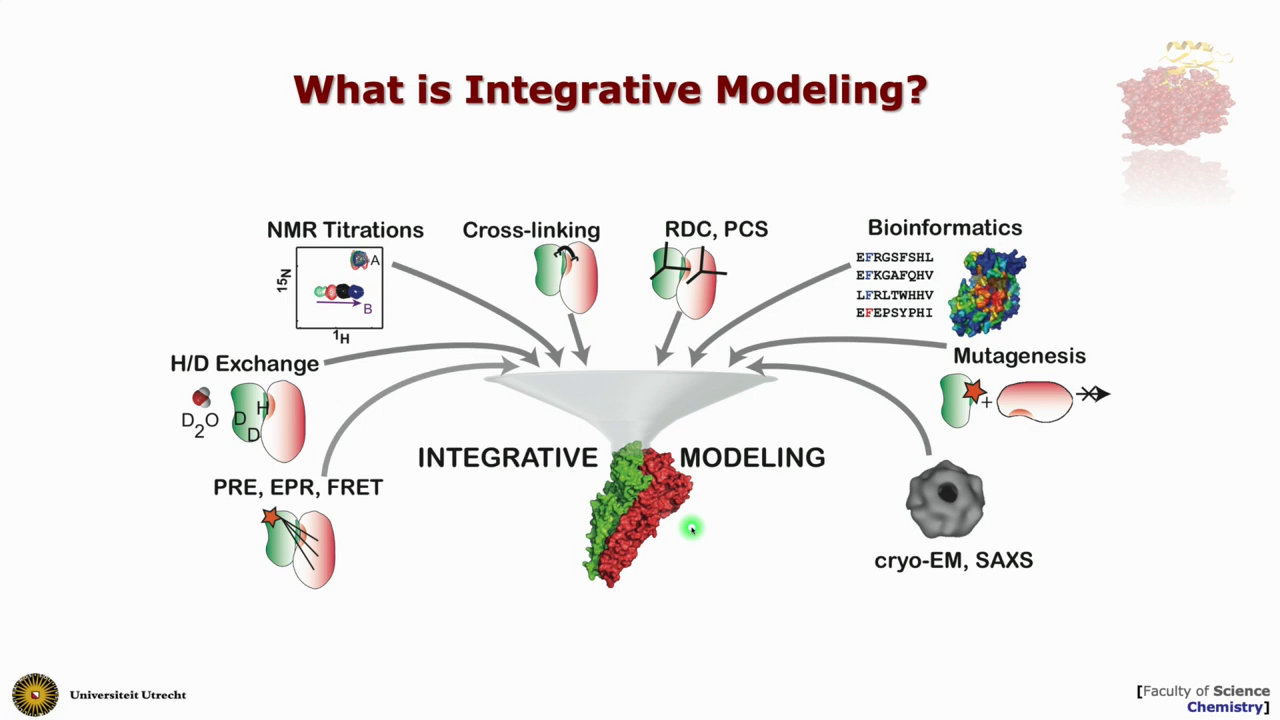 What is Integrative Modeling?
NMR Titrations
Cross-linking
RDC, PCS
Bioinformatics
15N
A
B
1H
EFRGSFSHL
EFKGAFQHV
LFRLTWHHV
EFEPSYPHI
H/D Exchange
D2O
D
H
D
Mutagenesis
+
INTEGRATIVE MODELING
PRE, EPR, FRET
cryo-EM, SAXS
Universiteit Utrecht
[Faculty of Science
Chemistry]